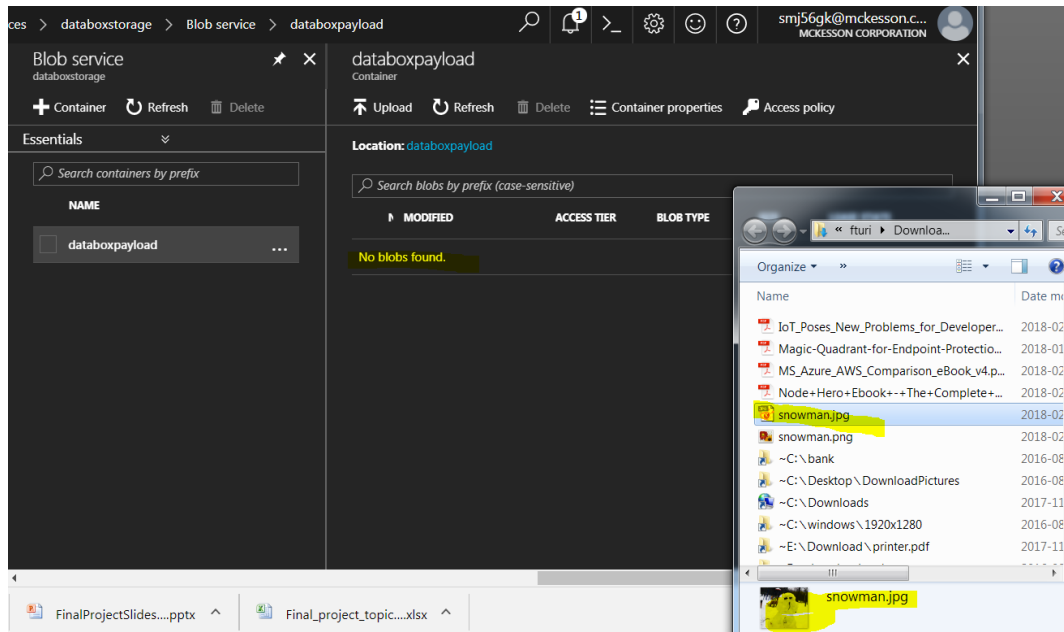 ces > databoxstorage > Blob service > databoxpayload
1
smj56gk@mckesson.c...
MCKESSON CORPORATION
Blob service
databoxstorage
Container Refresh Delete
Essentials
Search containers by prefix
NAME
databoxpayload ...
databoxpayload
Container
Upload Refresh Delete Container properties Access policy
Location: databoxpayload
Search blobs by prefix (case-sensitive)
MODIFIED ACCESS TIER BLOB TYPE
No blobs found.
« fturi Downloa...
Organize »
Name Date mo
IoT_Poses_New_Problems_for_Developer... 2018-02
Magic-Quadrant-for-Endpoint-Protectio... 2018-01
MS_Azure_AWS_Comparison_eBook_v4.p... 2018-02
Node+Hero+Ebook+-+The+Complete+... 2018-02
snowman.jpg 2018-02
snowman.png 2018-02
~C:\bank 2016-08
~C:\Desktop\DownloadPictures 2016-08
~C:\Downloads 2017-11
~C:\windows\1920x1280 2016-08
~E:\Download\printer.pdf 2017-11
snowman.jpg
FinalProjectSlides....pptx
Final_project_topic....xlsx